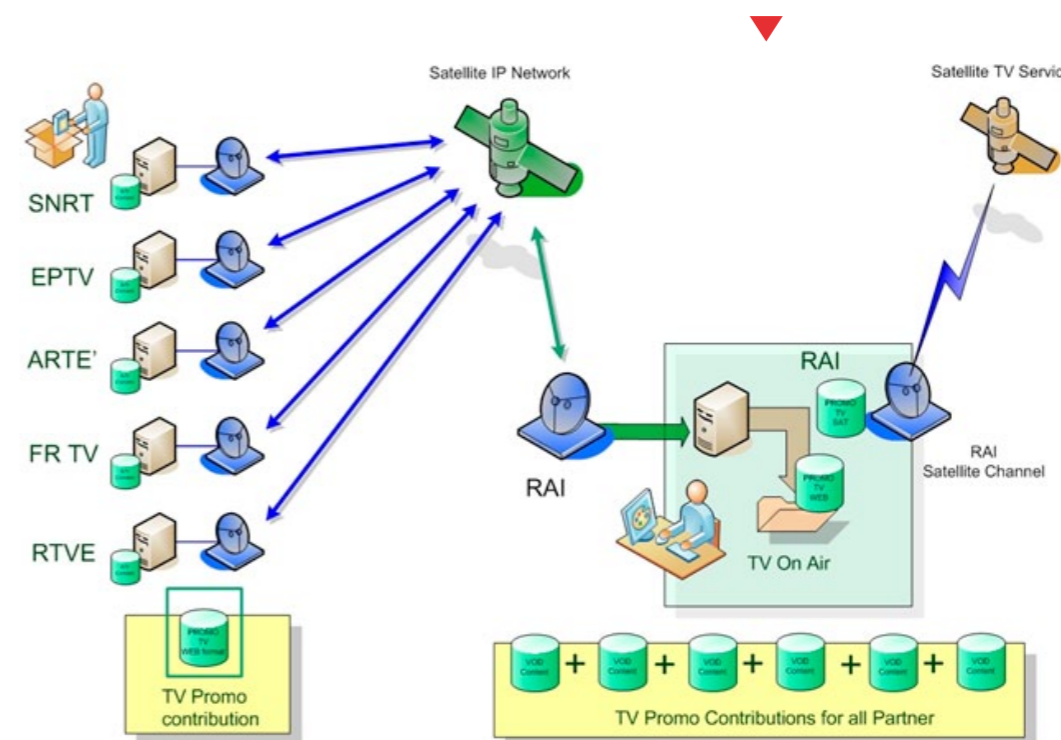 Satellite IP Network
Satellite TV Servic
SNRT
EPTV
ARTE'
FR TV
RTVE
RAI
RAI
PROMO
TV
SAT
PROMO
TV
WEB
RAI
Satellite Channel
TV On Air
PROMO
TV
WEB format
TV Promo
contribution
VOD
Content
VOD
Content
VOD
Content
VOD
Content
VOD
Content
VOD
Content
+ + + + +
TV Promo Contributions for all Partner